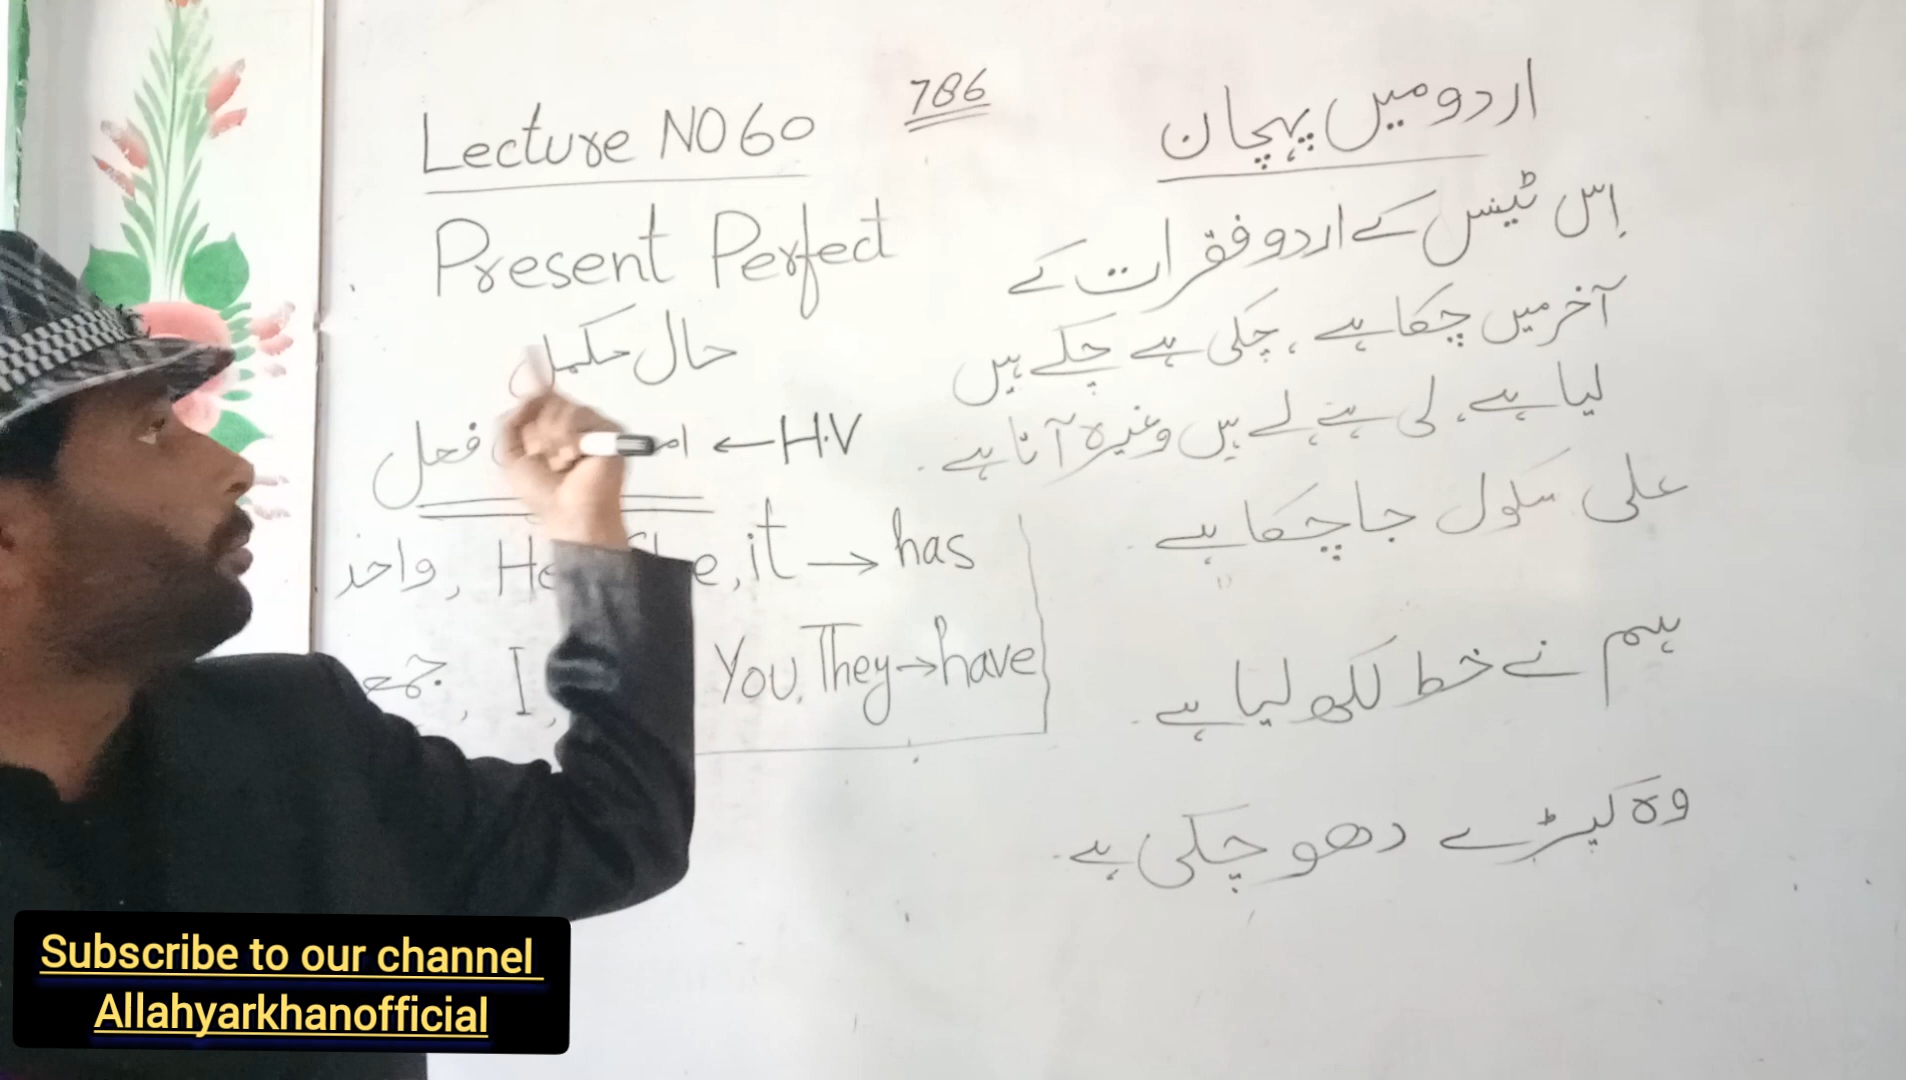 786
Lecture NO 60
Present Perfect
حال مکمل
فعل ← H.V
واحد, He, it → has
جمع, I, You, They → have
اردو میں پہچان
اِس ٹینس کے اردو فقرات کے
آخر میں چکا ہے، چکی ہے چکے ہیں
لیا ہے، لی ہے، لے ہیں وغیرہ آتا ہے۔
علی سکول جا چکا ہے۔
ہم نے خط لکھ لیا ہے۔
وہ کپڑے دھو چکی ہے۔
Subscribe to our channel
Allahyarkhanofficial